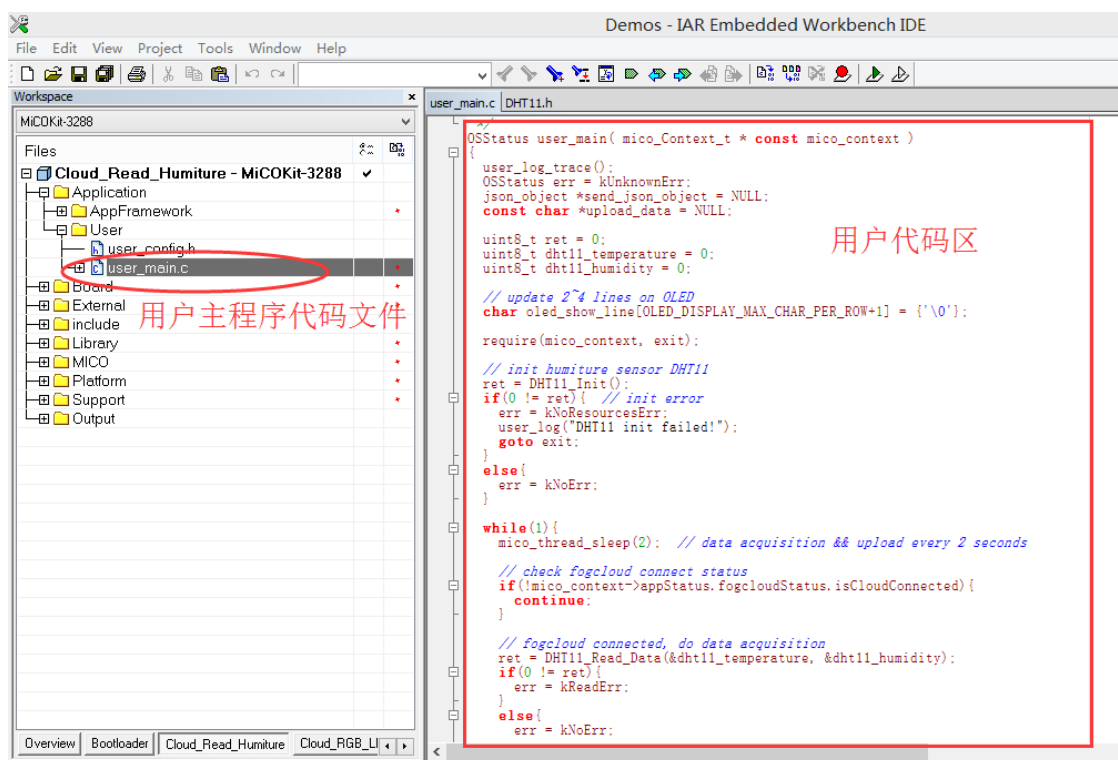 Demos - IAR Embedded Workbench IDE
File Edit View Project Tools Window Help
Workspace
MiCOKit-3288
Files
Cloud_Read_Humiture - MiCOKit-3288
Application
AppFramework
User
user_config.h
user_main.c
Board
External
include
Library
MICO
Platform
Support
Output
用户主程序代码文件
Overview Bootloader Cloud_Read_Humiture Cloud_RGB_LI
user_main.c DHT11.h
*/
OSStatus user_main( mico_Context_t * const mico_context )
{
user_log_trace();
OSStatus err = kUnknownErr;
json_object *send_json_object = NULL;
const char *upload_data = NULL;
uint8_t ret = 0;
uint8_t dht11_temperature = 0;
uint8_t dht11_humidity = 0;
用户代码区
// update 2~4 lines on OLED
char oled_show_line[OLED_DISPLAY_MAX_CHAR_PER_ROW+1] = {'\0'};
require(mico_context, exit);
// init humiture sensor DHT11
ret = DHT11_Init();
if(0 != ret){ // init error
err = kNoResourcesErr;
user_log("DHT11 init failed!");
goto exit;
}
else{
err = kNoErr;
}
while(1){
mico_thread_sleep(2); // data acquisition && upload every 2 seconds
// check fogcloud connect status
if(!mico_context->appStatus.fogcloudStatus.isCloudConnected){
continue;
}
// fogcloud connected, do data acquisition
ret = DHT11_Read_Data(&dht11_temperature, &dht11_humidity);
if(0 != ret){
err = kReadErr;
}
else{
err = kNoErr;